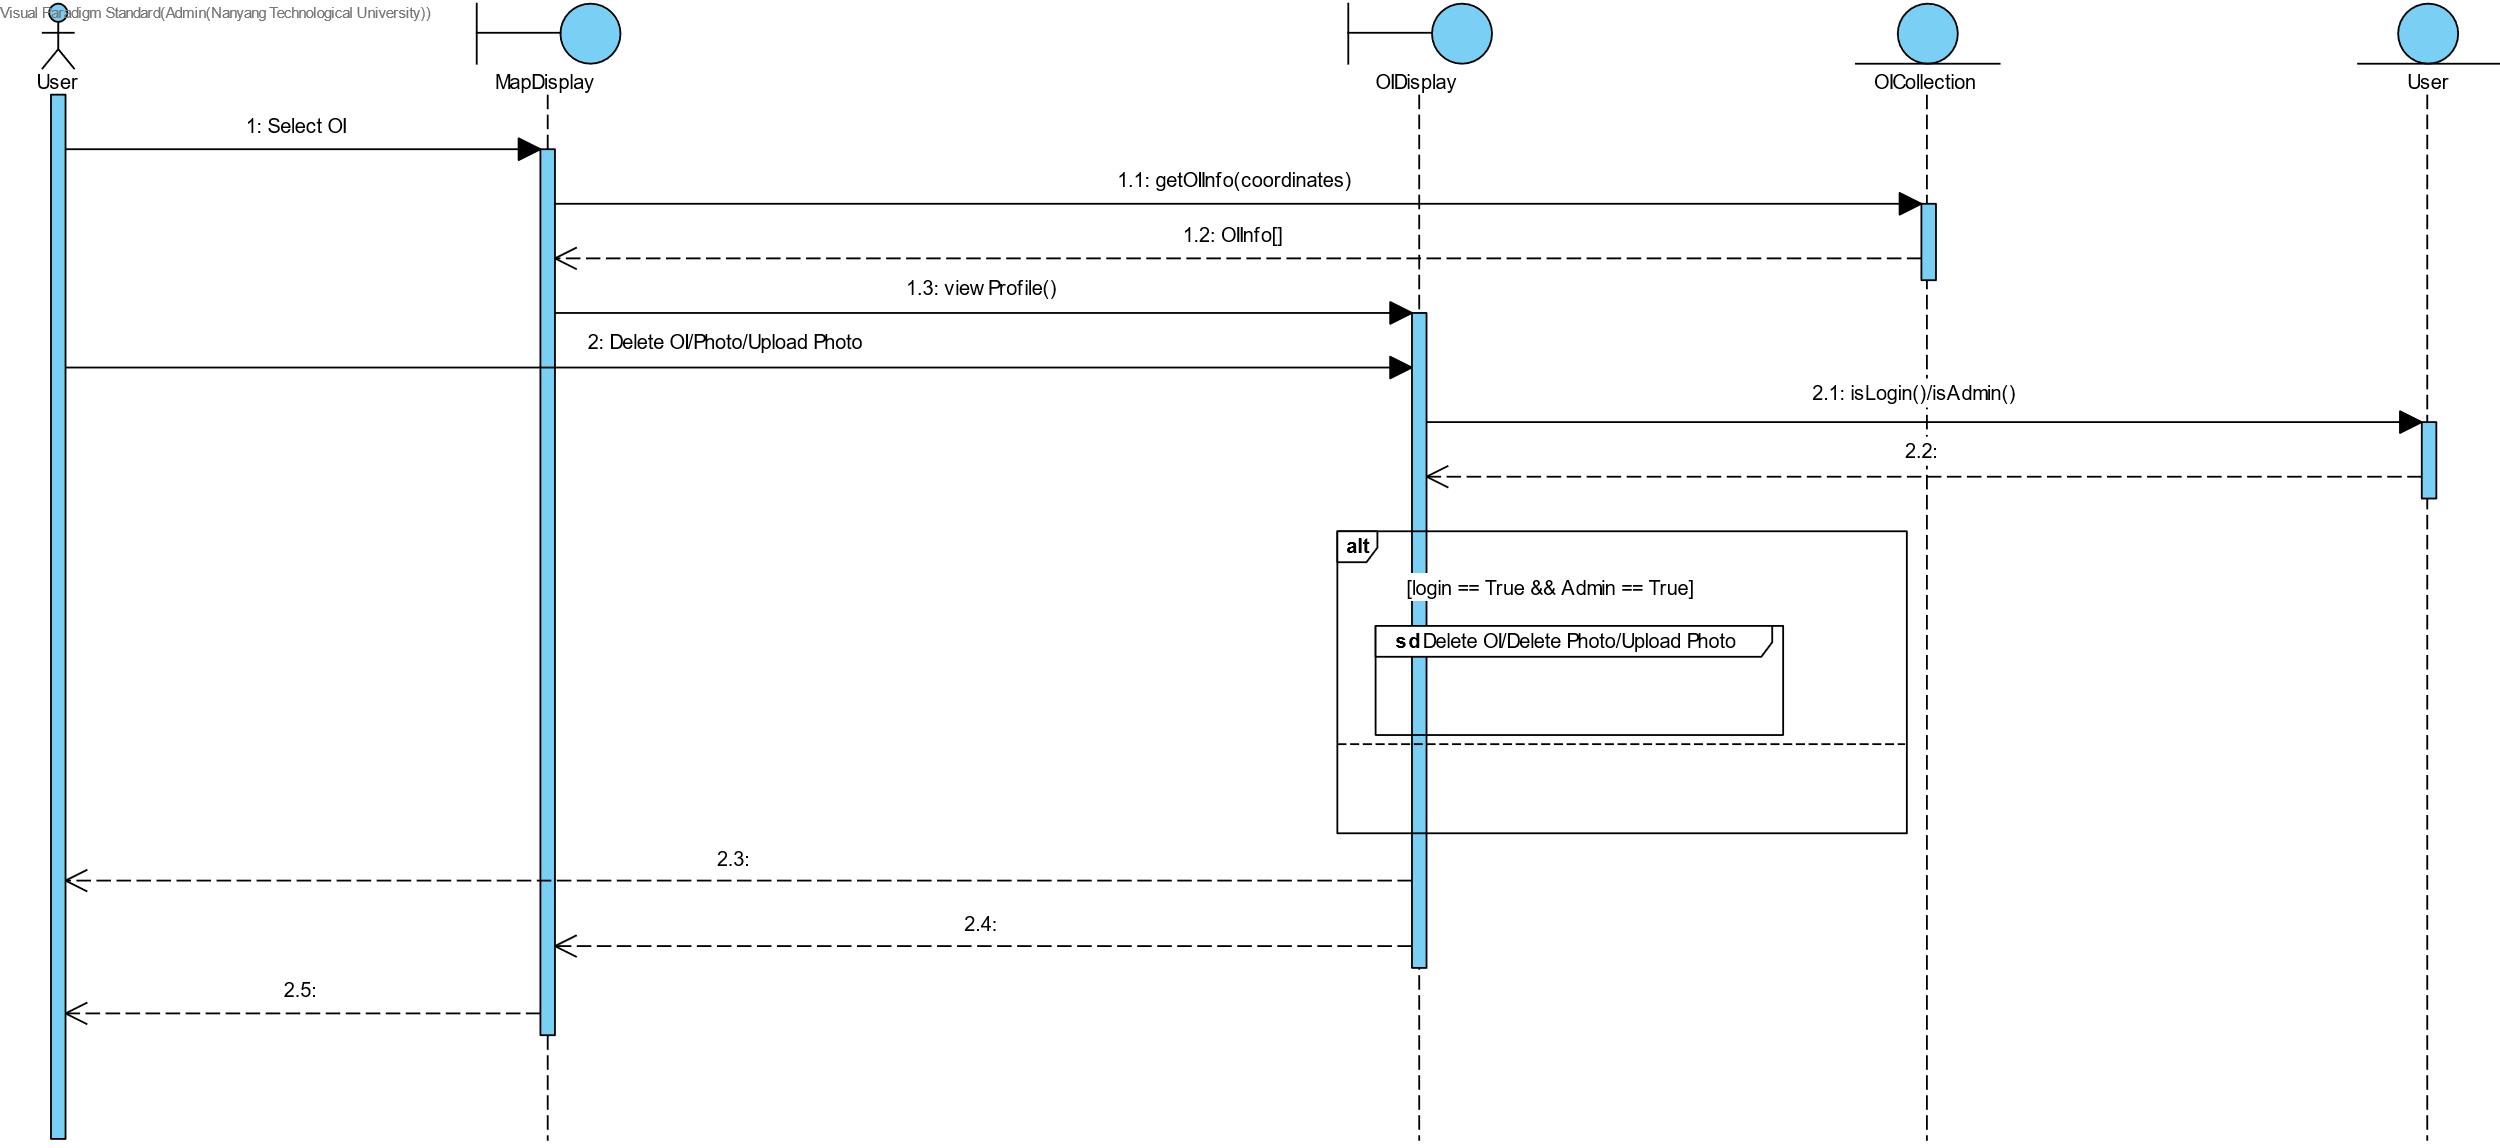 Visual Paradigm Standard(Admin(Nanyang Technological University))
User
MapDisplay
OIDisplay
OICollection
User
1: Select OI
1.1: getOIInfo(coordinates)
1.2: OIInfo[]
1.3: view Profile()
2: Delete OI/Photo/Upload Photo
2.1: isLogin()/isAdmin()
2.2:
alt
[login == True && Admin == True]
sd Delete OI/Delete Photo/Upload Photo
2.3:
2.4:
2.5: